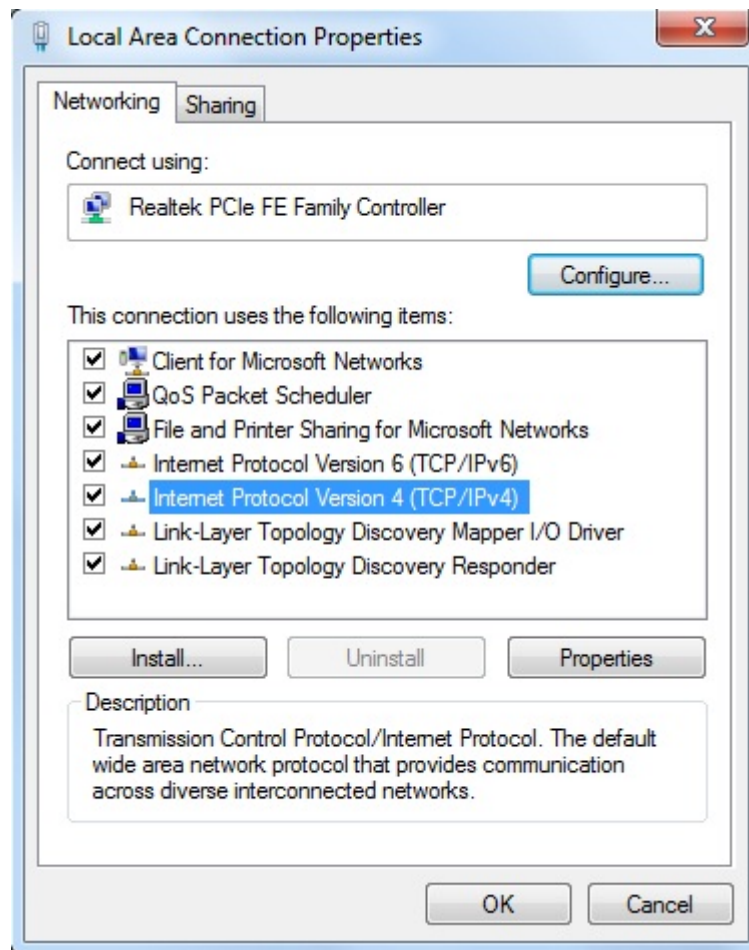 Local Area Connection Properties
Networking
Sharing
Connect using:
Realtek PCIe FE Family Controller
Configure...
This connection uses the following items:
Client for Microsoft Networks
QoS Packet Scheduler
File and Printer Sharing for Microsoft Networks
Internet Protocol Version 6 (TCP/IPv6)
Internet Protocol Version 4 (TCP/IPv4)
Link-Layer Topology Discovery Mapper I/O Driver
Link-Layer Topology Discovery Responder
Install...
Uninstall
Properties
Description
Transmission Control Protocol/Internet Protocol. The default
wide area network protocol that provides communication
across diverse interconnected networks.
OK
Cancel